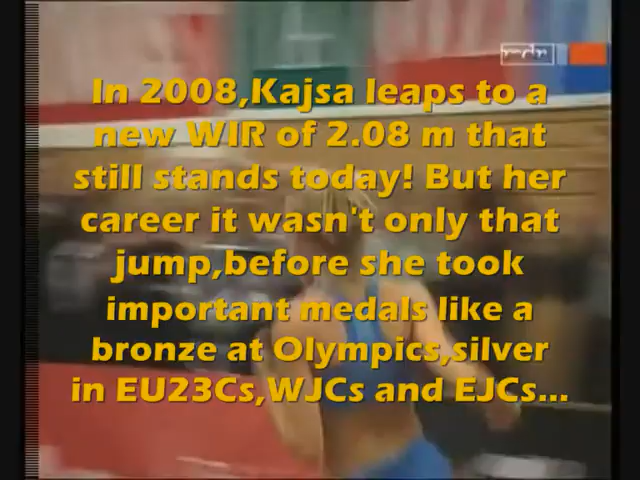 mdr
In 2008,Kajsa leaps to a
new WIR of 2.08 m that
still stands today! But her
career it wasn't only that
jump,before she took
important medals like a
bronze at Olympics,silver
in EU23Cs,WJCs and EJCs...